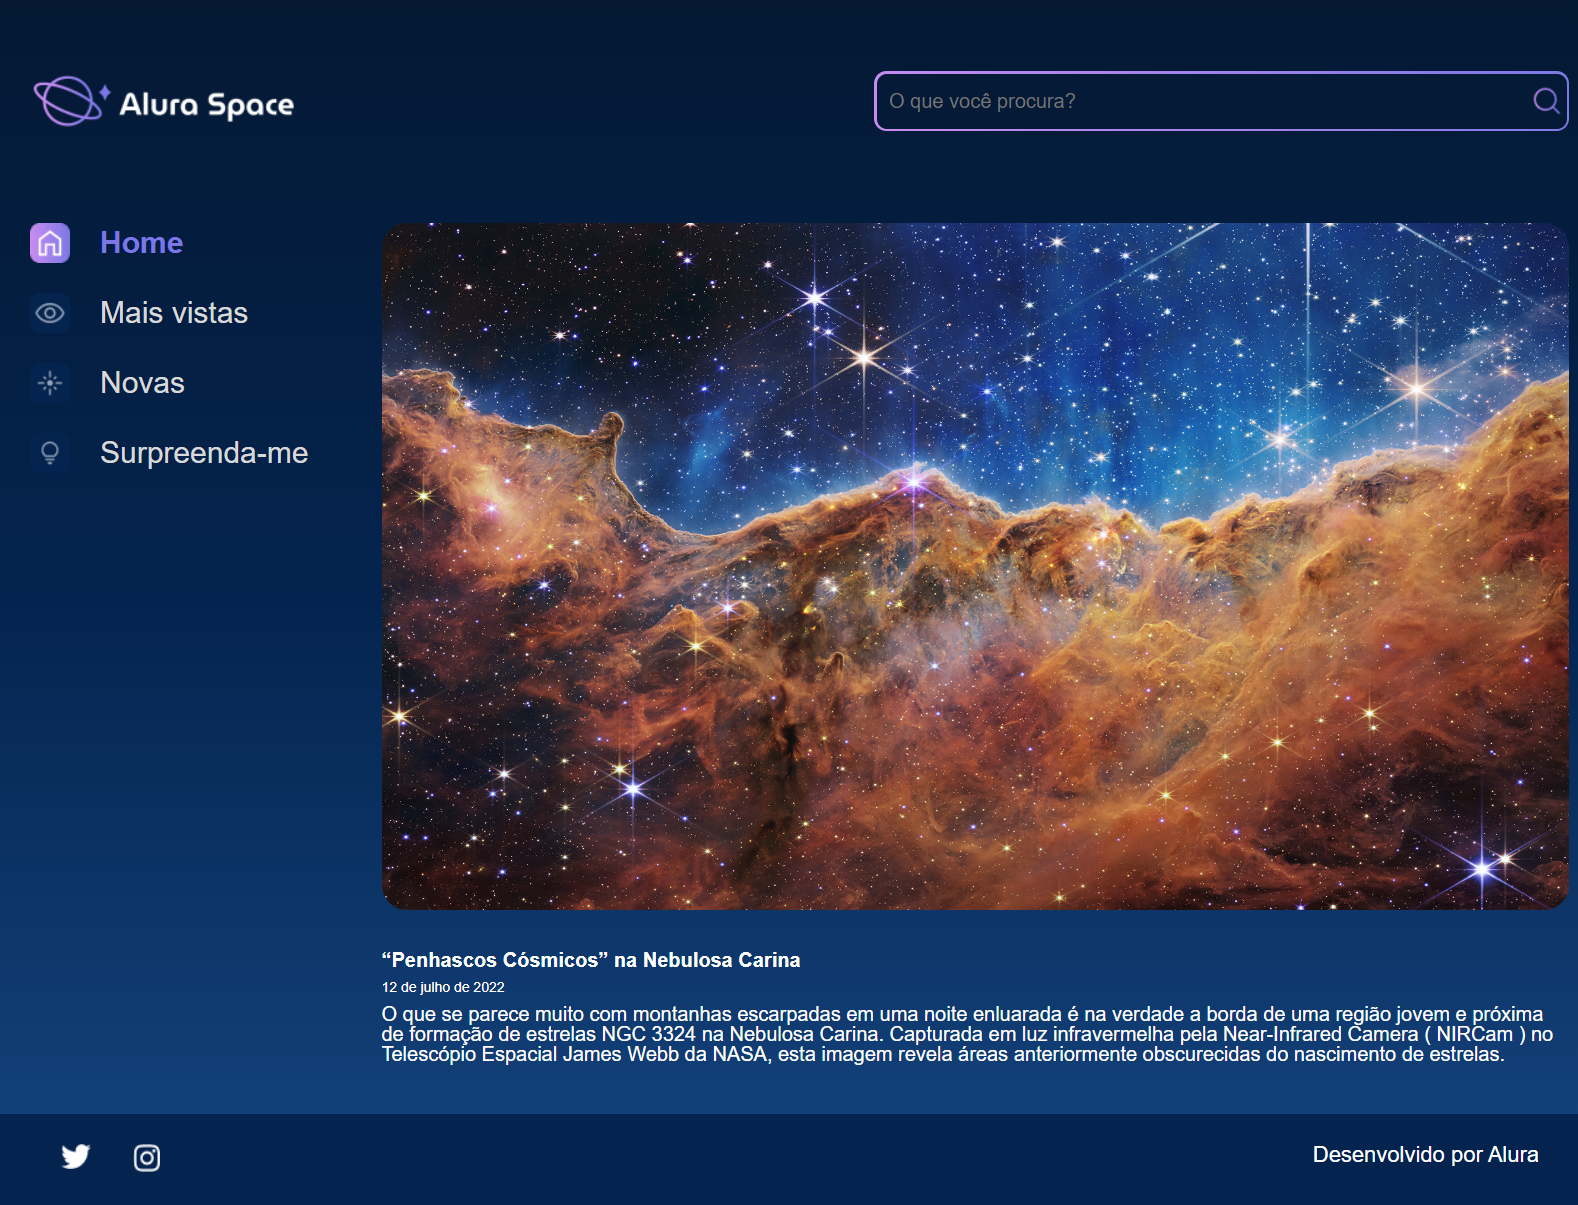 Alura Space
O que você procura?
Home
Mais vistas
Novas
Surpreenda-me
“Penhascos Cósmicos” na Nebulosa Carina
12 de julho de 2022
O que se parece muito com montanhas escarpadas em uma noite enluarada é na verdade a borda de uma região jovem e próxima
de formação de estrelas NGC 3324 na Nebulosa Carina. Capturada em luz infravermelha pela Near-Infrared Camera ( NIRCam ) no
Telescópio Espacial James Webb da NASA, esta imagem revela áreas anteriormente obscurecidas do nascimento de estrelas.
Desenvolvido por Alura